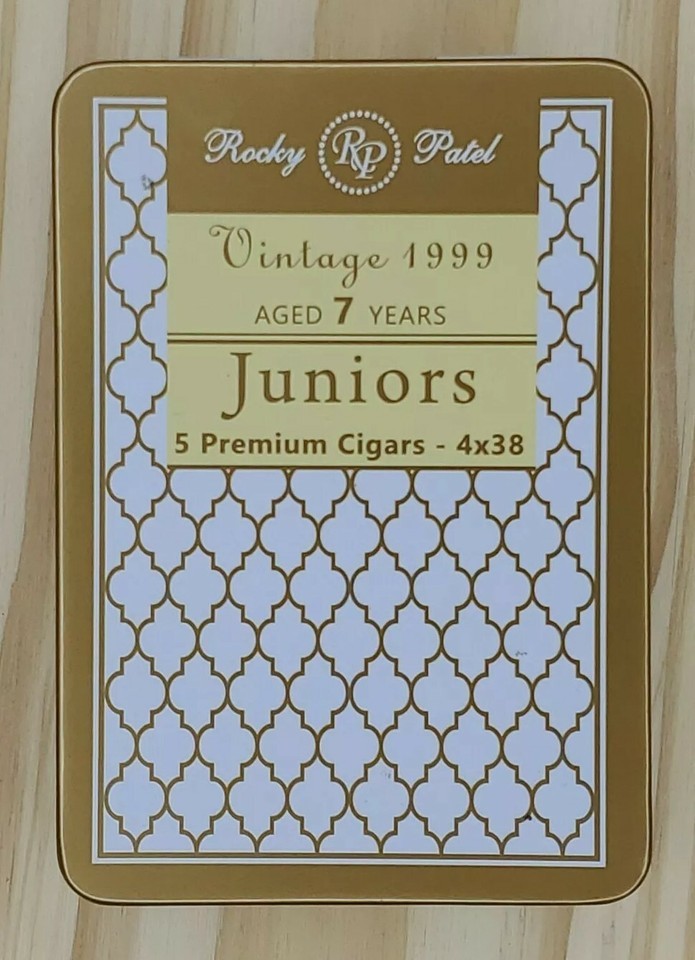 Rocky RP Patel
Vintage 1999
AGED 7 YEARS
Juniors
5 Premium Cigars - 4x38